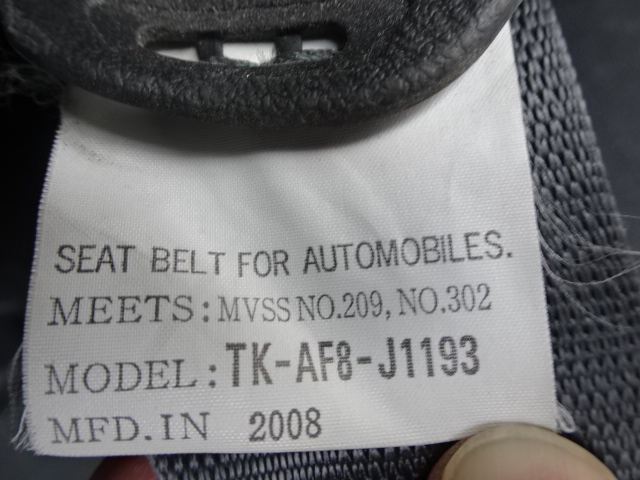 SEAT BELT FOR AUTOMOBILES.
MEETS: MVSS NO.209, NO.302
MODEL: TK-AF8-J1193
MFD.IN 2008